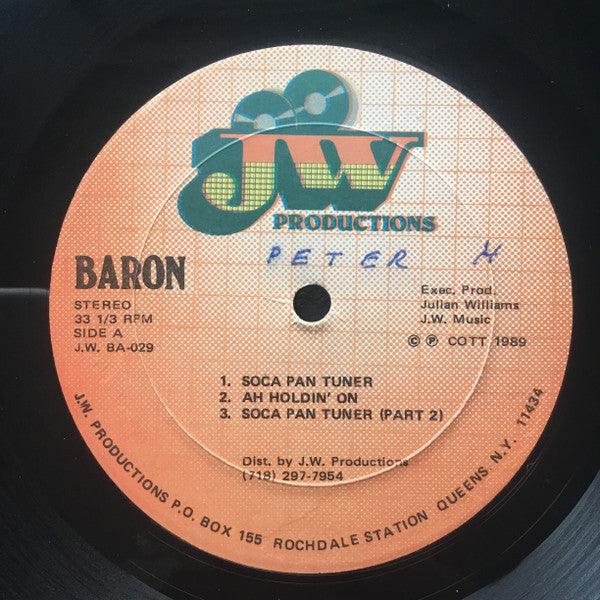 JW
PRODUCTIONS
PETER M
BARON
STEREO
33 1/3 RPM
SIDE A
J.W. BA-029
Exec. Prod.
Julian Williams
J.W. Music
© ℗ COTT 1989
1. SOCA PAN TUNER
2. AH HOLDIN' ON
3. SOCA PAN TUNER (PART 2)
Dist. by J.W. Productions
(718) 297-7954
J.W. PRODUCTIONS P.O. BOX 155 ROCHDALE STATION QUEENS, N.Y. 11434